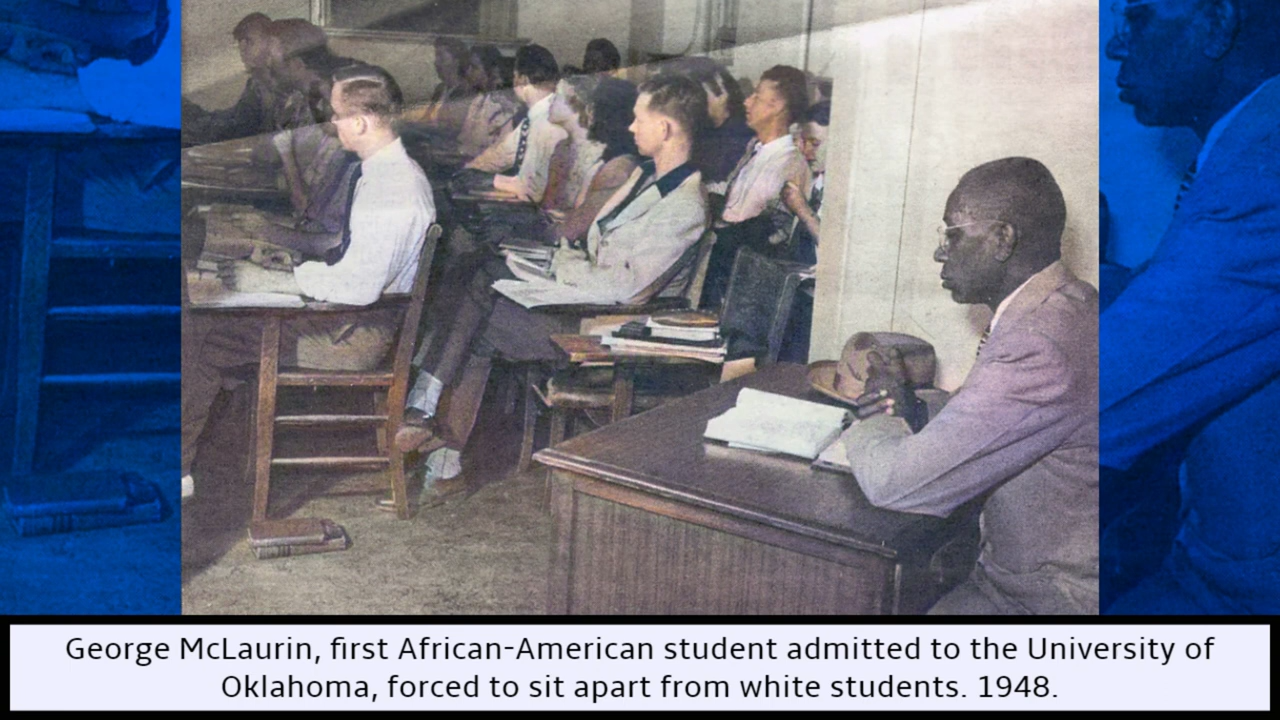 George McLaurin, first African-American student admitted to the University of
Oklahoma, forced to sit apart from white students. 1948.